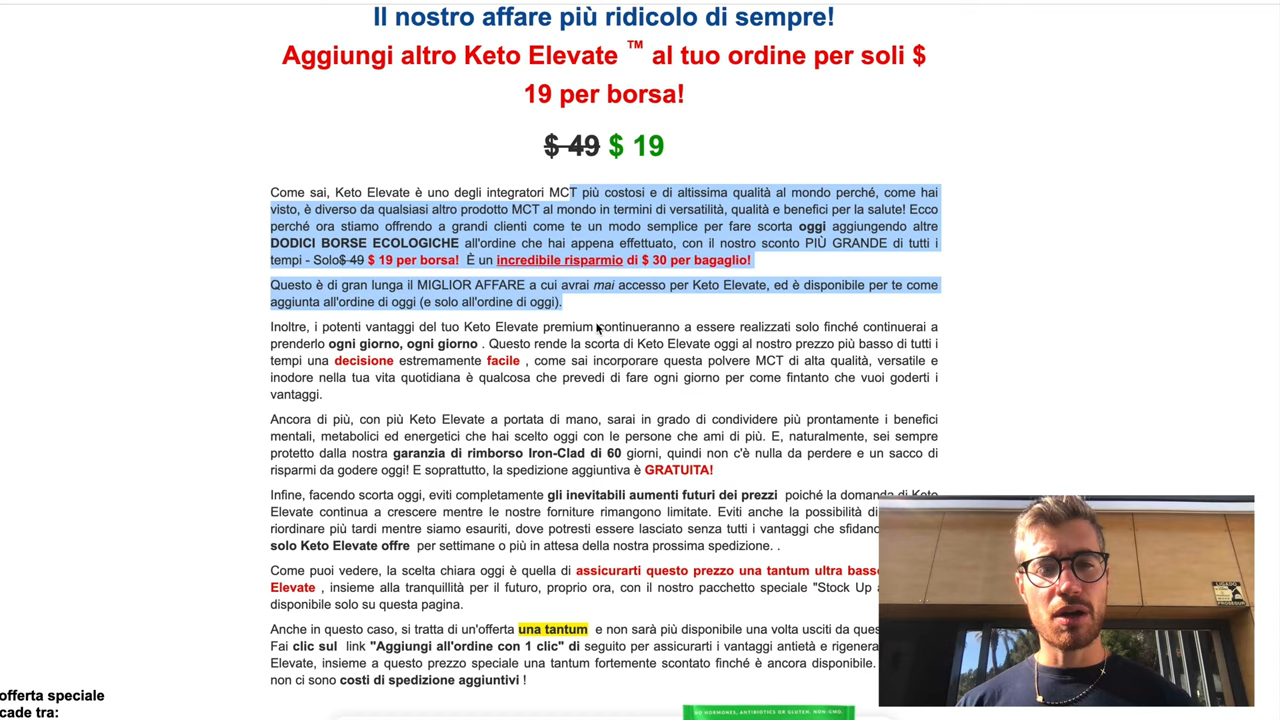 Il nostro affare più ridicolo di sempre!
Aggiungi altro Keto Elevate ™ al tuo ordine per soli $
19 per borsa!
$ 49 $ 19
Come sai, Keto Elevate è uno degli integratori MCT più costosi e di altissima qualità al mondo perché, come hai
visto, è diverso da qualsiasi altro prodotto MCT al mondo in termini di versatilità, qualità e benefici per la salute! Ecco
perché ora stiamo offrendo a grandi clienti come te un modo semplice per fare scorta oggi aggiungendo altre
DODICI BORSE ECOLOGICHE all'ordine che hai appena effettuato, con il nostro sconto PIÙ GRANDE di tutti i
tempi - Solo$ 49 $ 19 per borsa! È un incredibile risparmio di $ 30 per bagaglio!
Questo è di gran lunga il MIGLIOR AFFARE a cui avrai mai accesso per Keto Elevate, ed è disponibile per te come
aggiunta all'ordine di oggi (e solo all'ordine di oggi).
Inoltre, i potenti vantaggi del tuo Keto Elevate premium continueranno a essere realizzati solo finché continuerai a
prenderlo ogni giorno, ogni giorno . Questo rende la scorta di Keto Elevate oggi al nostro prezzo più basso di tutti i
tempi una decisione estremamente facile , come sai incorporare questa polvere MCT di alta qualità, versatile e
inodore nella tua vita quotidiana è qualcosa che prevedi di fare ogni giorno per come fintanto che vuoi goderti i
vantaggi.
Ancora di più, con più Keto Elevate a portata di mano, sarai in grado di condividere più prontamente i benefici
mentali, metabolici ed energetici che hai scelto oggi con le persone che ami di più. E, naturalmente, sei sempre
protetto dalla nostra garanzia di rimborso Iron-Clad di 60 giorni, quindi non c'è nulla da perdere e un sacco di
risparmi da godere oggi! E soprattutto, la spedizione aggiuntiva è GRATUITA!
Infine, facendo scorta oggi, eviti completamente gli inevitabili aumenti futuri dei prezzi poiché la domanda di Keto
Elevate continua a crescere mentre le nostre forniture rimangono limitate. Eviti anche la possibilità di
riordinare più tardi mentre siamo esauriti, dove potresti essere lasciato senza tutti i vantaggi che sfidano
solo Keto Elevate offre per settimane o più in attesa della nostra prossima spedizione. .
Come puoi vedere, la scelta chiara oggi è quella di assicurarti questo prezzo una tantum ultra basso
Elevate , insieme alla tranquillità per il futuro, proprio ora, con il nostro pacchetto speciale "Stock Up
disponibile solo su questa pagina.
Anche in questo caso, si tratta di un'offerta una tantum e non sarà più disponibile una volta usciti da
Fai clic sul link "Aggiungi all'ordine con 1 clic" di seguito per assicurarti i vantaggi antietà e
Elevate, insieme a questo prezzo speciale una tantum fortemente scontato finché è ancora disponibile.
non ci sono costi di spedizione aggiuntivi !
offerta speciale
cade tra:
NO HORMONES, ANTIBIOTICS OR GLUTEN, NON-GMO.
PROSEGUR